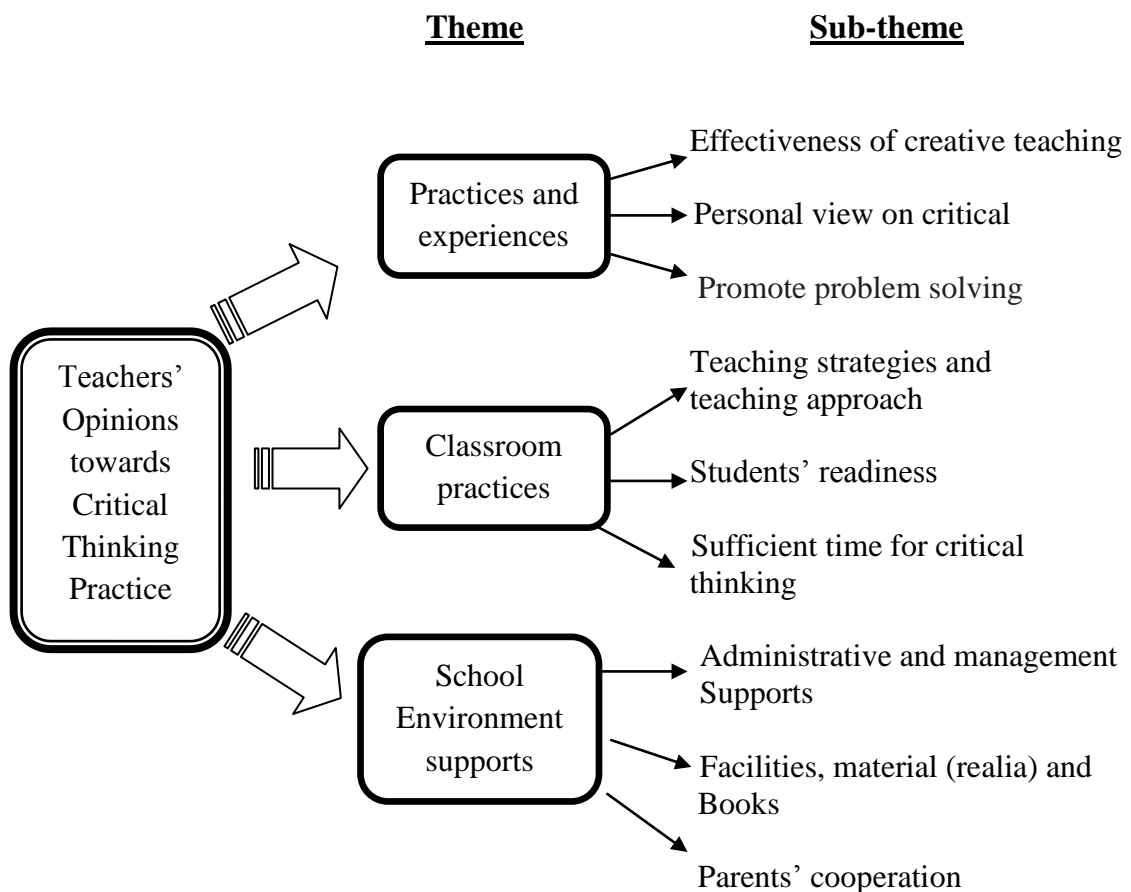 Theme
Sub-theme
Teachers’
Opinions
towards
Critical
Thinking
Practice
Practices and
experiences
Effectiveness of creative teaching
Personal view on critical
Promote problem solving
Classroom
practices
Teaching strategies and
teaching approach
Students’ readiness
Sufficient time for critical
thinking
School
Environment
supports
Administrative and management
Supports
Facilities, material (realia) and
Books
Parents’ cooperation